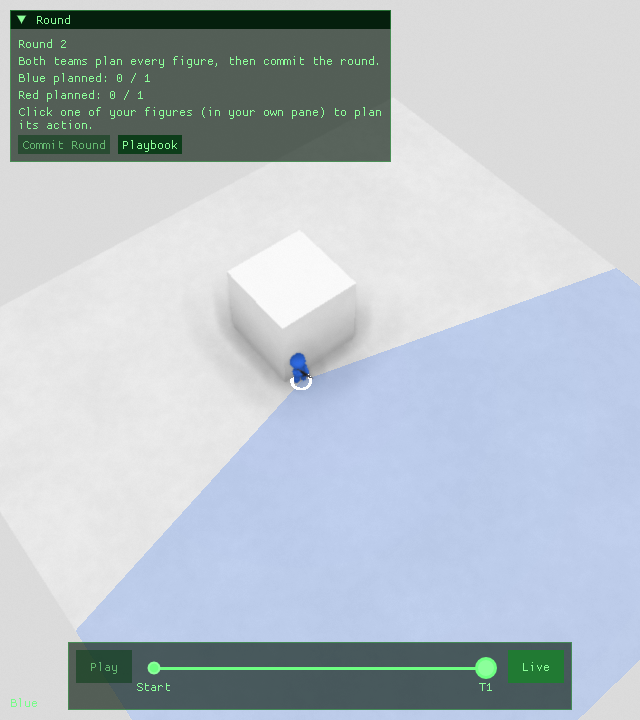 Round
Round 2
Both teams plan every figure, then commit the round.
Blue planned: 0 / 1
Red planned: 0 / 1
Click one of your figures (in your own pane) to plan
its action.
Commit Round Playbook
Play Live
Start T1
Blue